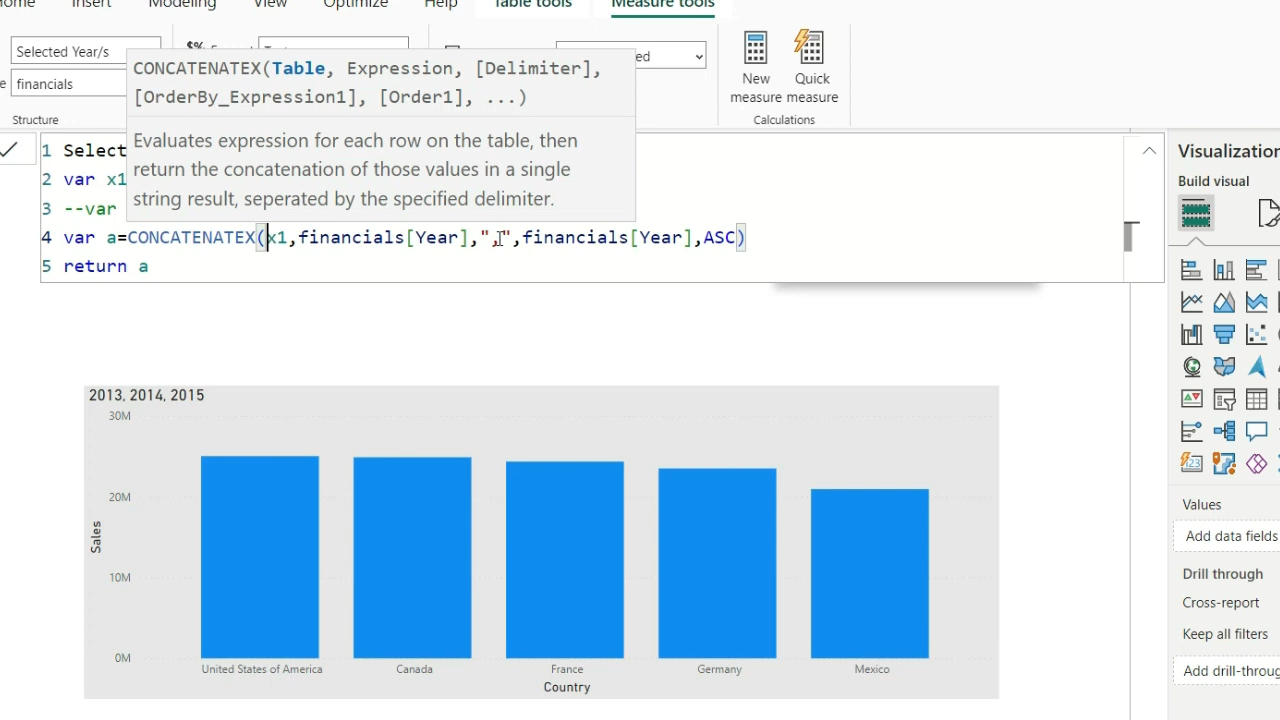 Insert Modeling View Optimize Help Table tools Measure tools
Selected Year/s
financials
Structure
New measure
Quick measure
Calculations
CONCATENATEX(Table, Expression, [Delimiter],
[OrderBy_Expression1], [Order1], ...)
Evaluates expression for each row on the table, then
return the concatenation of those values in a single
string result, seperated by the specified delimiter.
1 Select
2 var x1
3 --var
4 var a=CONCATENATEX(x1,financials[Year],",",financials[Year],ASC)
5 return a
2013, 2014, 2015
30M
20M
10M
0M
Sales
United States of America Canada France Germany Mexico
Country
Visualization
Build visual
Values
Add data fields
Drill through
Cross-report
Keep all filters
Add drill-throug